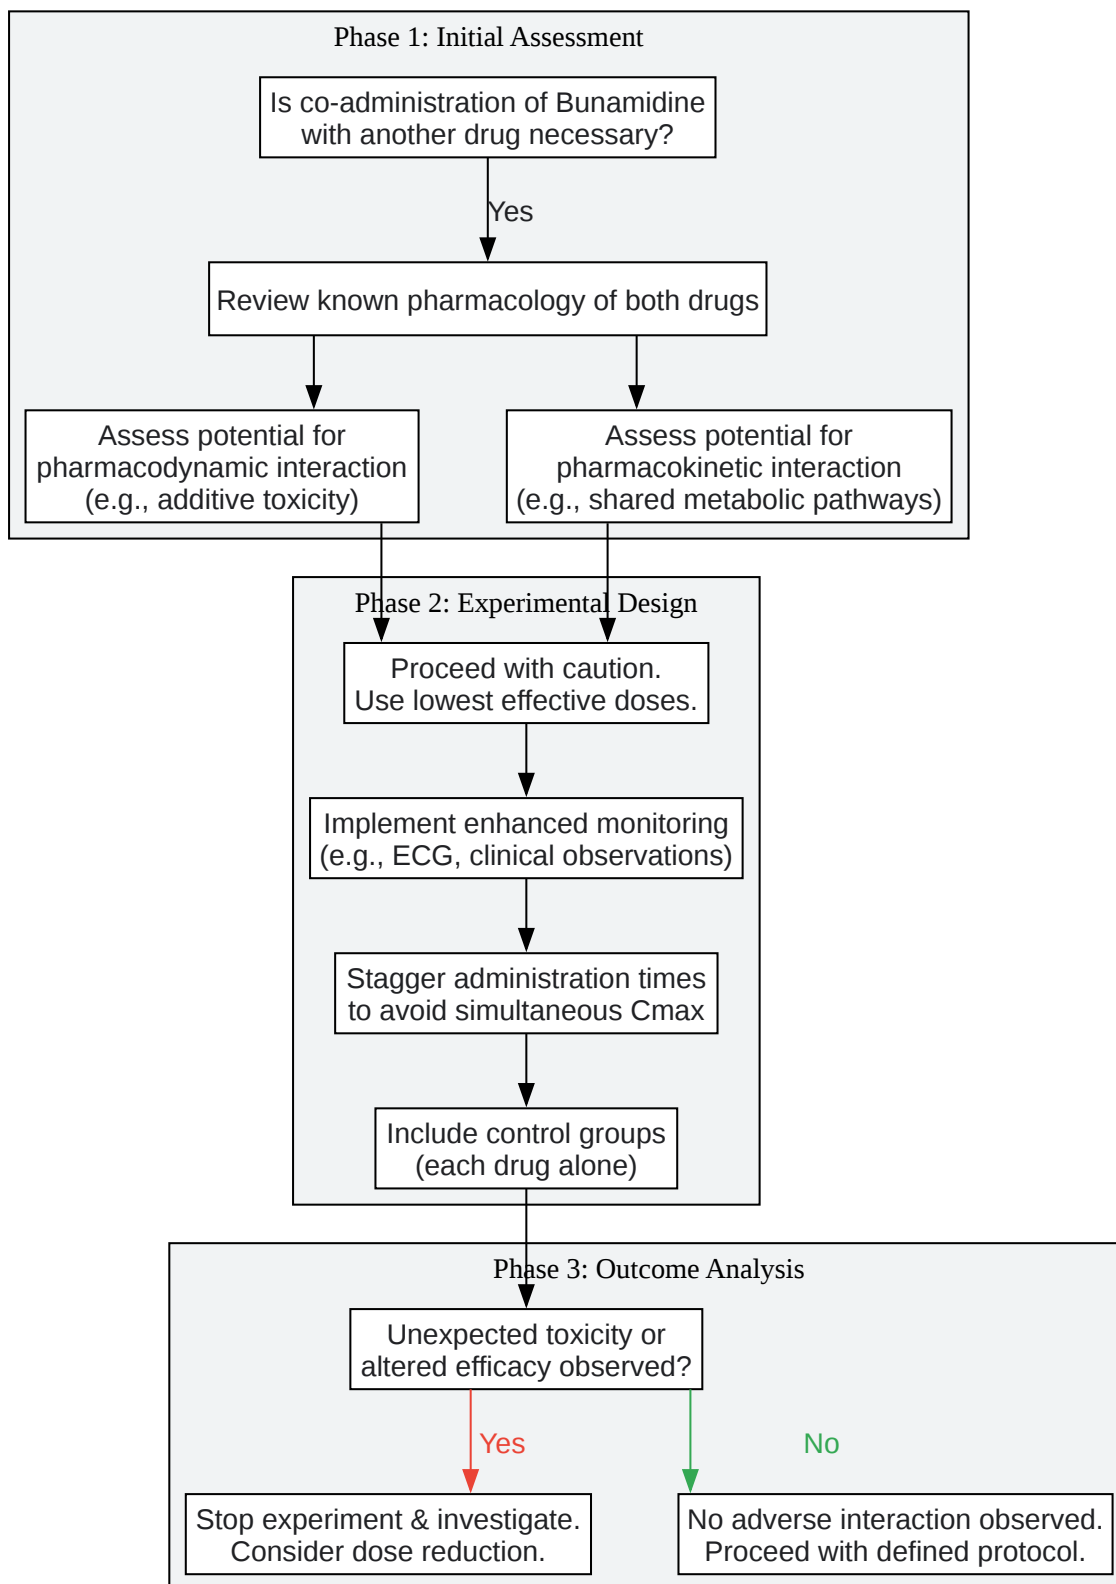 Phase 1: Initial Assessment
Is co-administration of Bunamidine
with another drug necessary?
Yes
Review known pharmacology of both drugs
Assess potential for
pharmacodynamic interaction
(e.g., additive toxicity)
Assess potential for
pharmacokinetic interaction
(e.g., shared metabolic pathways)
Phase 2: Experimental Design
Proceed with caution.
Use lowest effective doses.
Implement enhanced monitoring
(e.g., ECG, clinical observations)
Stagger administration times
to avoid simultaneous Cmax
Include control groups
(each drug alone)
Phase 3: Outcome Analysis
Unexpected toxicity or
altered efficacy observed?
Yes
No
Stop experiment & investigate.
Consider dose reduction.
No adverse interaction observed.
Proceed with defined protocol.